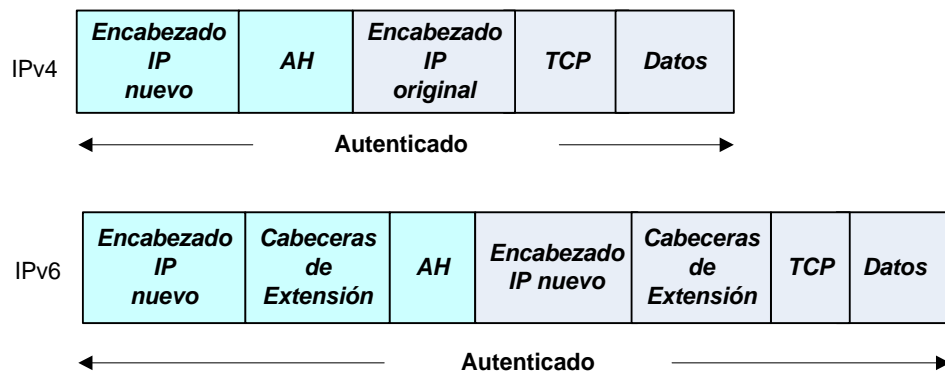 IPv4
Encabezado
IP
nuevo
AH
Encabezado
IP
original
TCP
Datos
Autenticado
IPv6
Encabezado
IP
nuevo
Cabeceras
de
Extensión
AH
Encabezado
IP nuevo
Cabeceras
de
Extensión
TCP
Datos
Autenticado